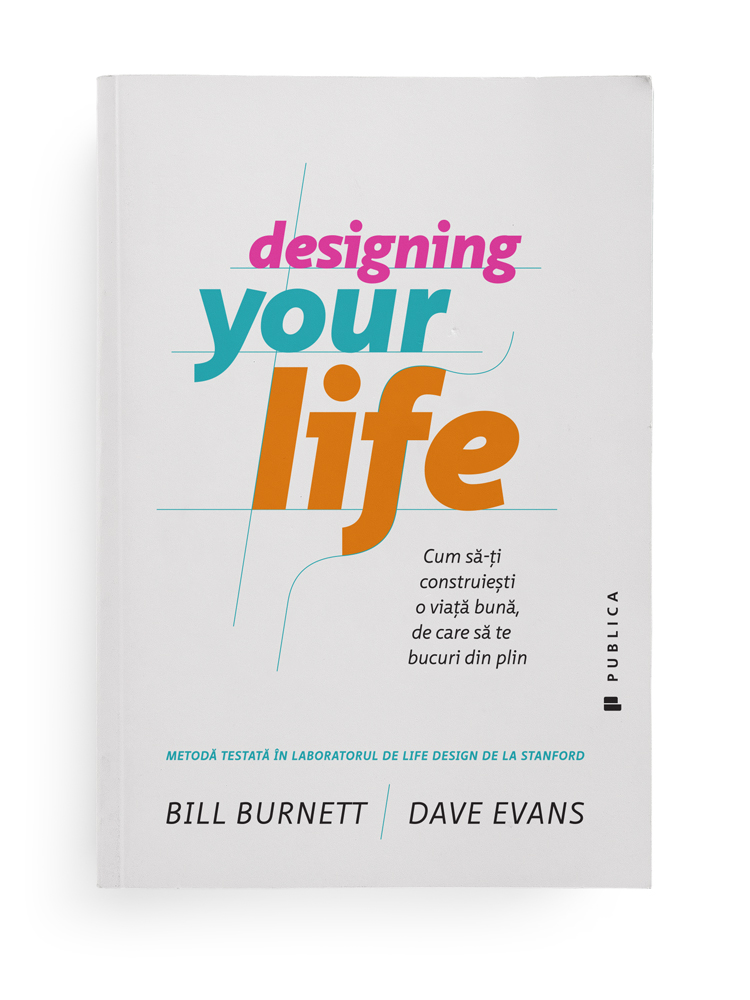 designing
your
life
Cum să-ți
construiești
o viață bună,
de care să te
bucuri din plin
PUBLICA
METODĂ TESTATĂ ÎN LABORATORUL DE LIFE DESIGN DE LA STANFORD
BILL BURNETT DAVE EVANS